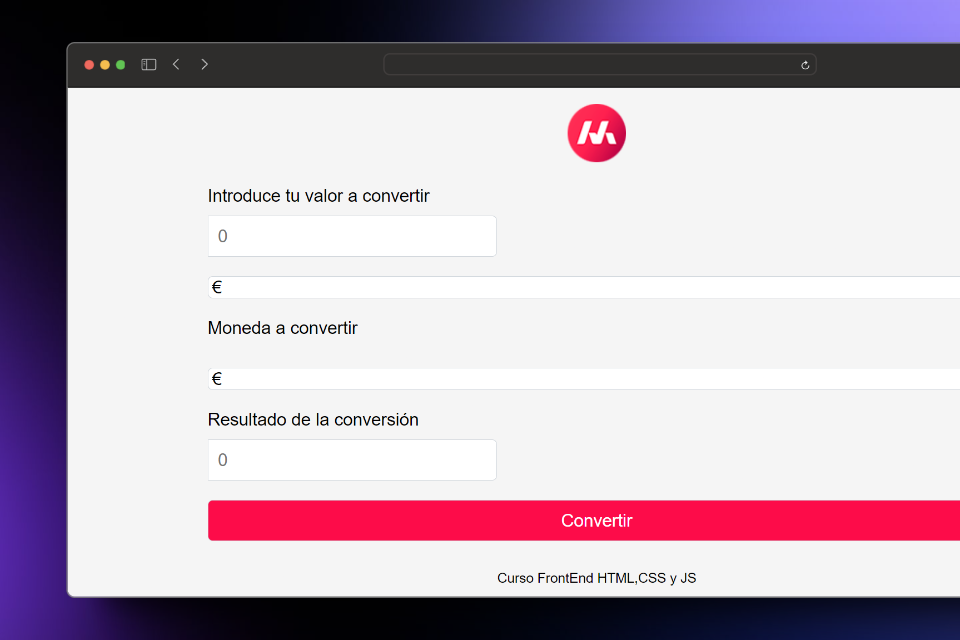 Introduce tu valor a convertir
0
€
Moneda a convertir
€
Resultado de la conversión
0
Convertir
Curso FrontEnd HTML,CSS y JS